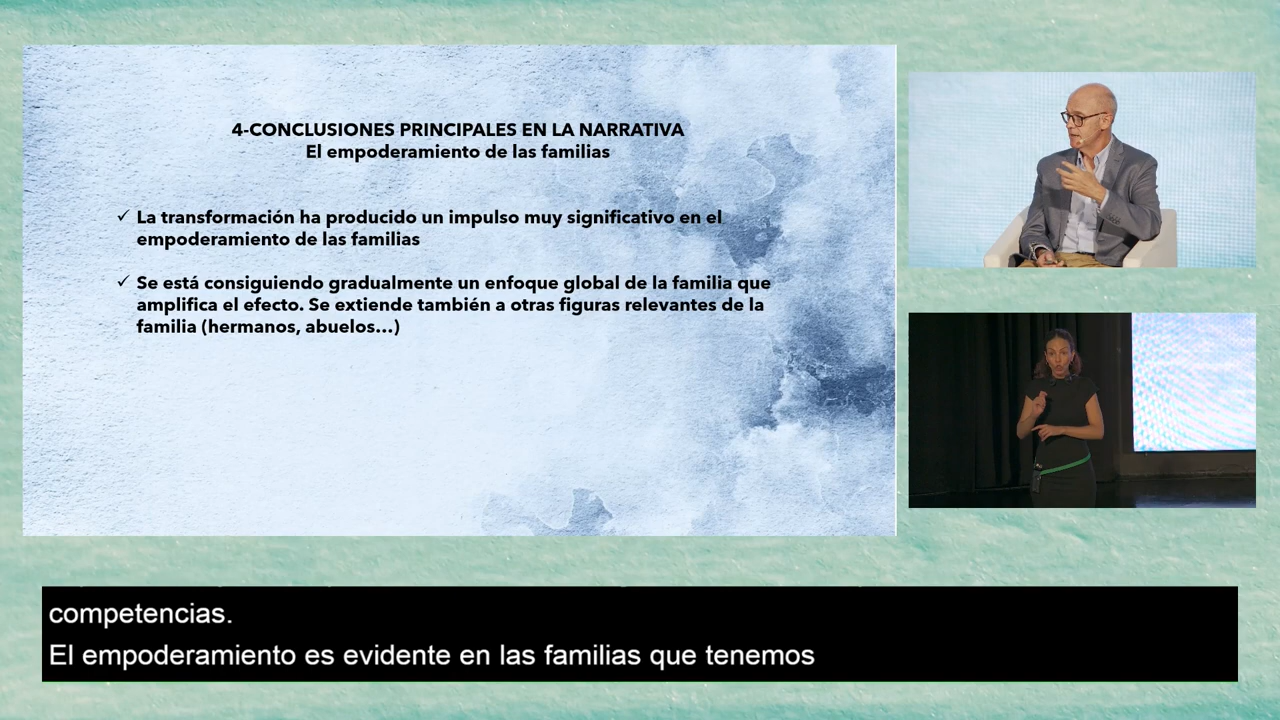 4-CONCLUSIONES PRINCIPALES EN LA NARRATIVA
El empoderamiento de las familias
✓ La transformación ha producido un impulso muy significativo en el
empoderamiento de las familias
✓ Se está consiguiendo gradualmente un enfoque global de la familia que
amplifica el efecto. Se extiende también a otras figuras relevantes de la
familia (hermanos, abuelos...)
competencias.
El empoderamiento es evidente en las familias que tenemos